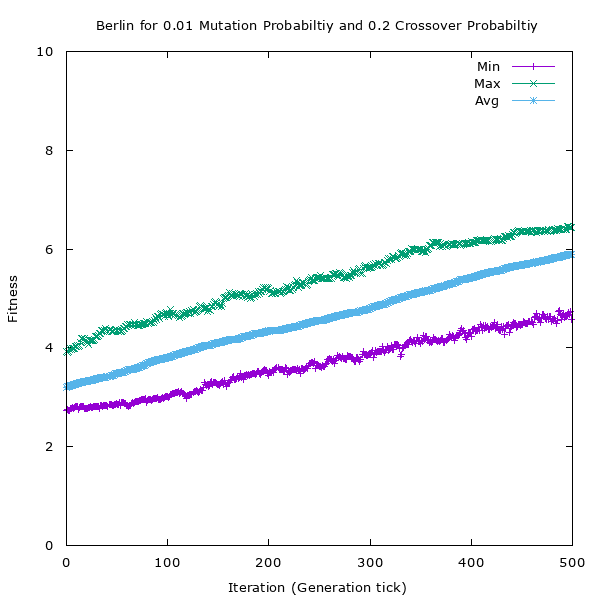 Berlin for 0.01 Mutation Probabiltiy and 0.2 Crossover Probabiltiy
10
8
6
4
2
0
Fitness
Min
Max
Avg
0 100 200 300 400 500
Iteration (Generation tick)